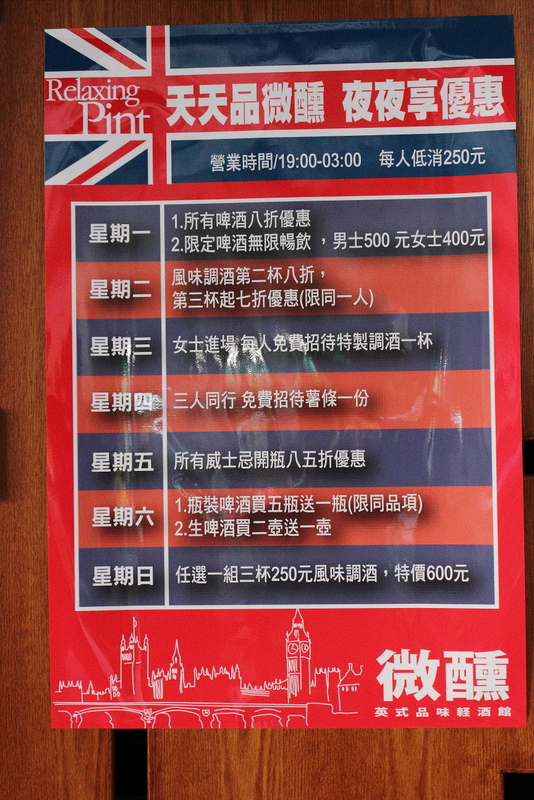 Relaxing
Pint
天天品微醺 夜夜享優惠
營業時間/19:00-03:00 每人低消250元
星期一
1.所有啤酒八折優惠
2.限定啤酒無限暢飲 ，男士500 元女士400元
星期二
風味調酒第二杯八折，
第三杯起七折優惠(限同一人)
星期三
女士進場 每人免費招待特製調酒一杯
星期四
三人同行 免費招待薯條一份
星期五
所有威士忌開瓶八五折優惠
星期六
1.瓶裝啤酒買五瓶送一瓶(限同品項)
2.生啤酒買二壺送一壺
星期日
任選一組三杯250元風味調酒，特價600元
微醺
英式品味輕酒館